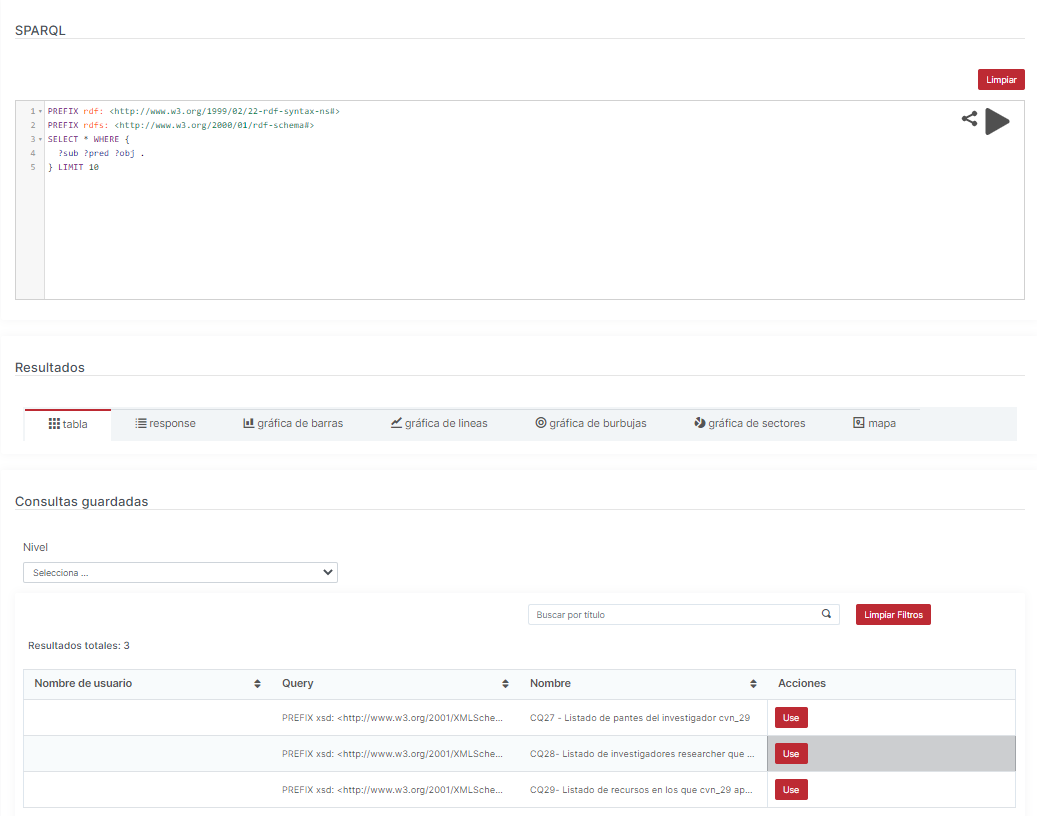 SPARQL
Limpiar
1 PREFIX rdf: <http://www.w3.org/1999/02/22-rdf-syntax-ns#>
2 PREFIX rdfs: <http://www.w3.org/2000/01/rdf-schema#>
3 SELECT * WHERE {
4 ?sub ?pred ?obj .
5 } LIMIT 10
Resultados
tabla response gráfica de barras gráfica de lineas gráfica de burbujas gráfica de sectores mapa
Consultas guardadas
Nivel
Selecciona ...
Buscar por título Limpiar Filtros
Resultados totales: 3
Nombre de usuario Query Nombre Acciones
PREFIX xsd: <http://www.w3.org/2001/XMLSche... CQ27 - Listado de pantes del investigador cvn_29 Use
PREFIX xsd: <http://www.w3.org/2001/XMLSche... CQ28- Listado de investigadores researcher que ... Use
PREFIX xsd: <http://www.w3.org/2001/XMLSche... CQ29- Listado de recursos en los que cvn_29 ap... Use